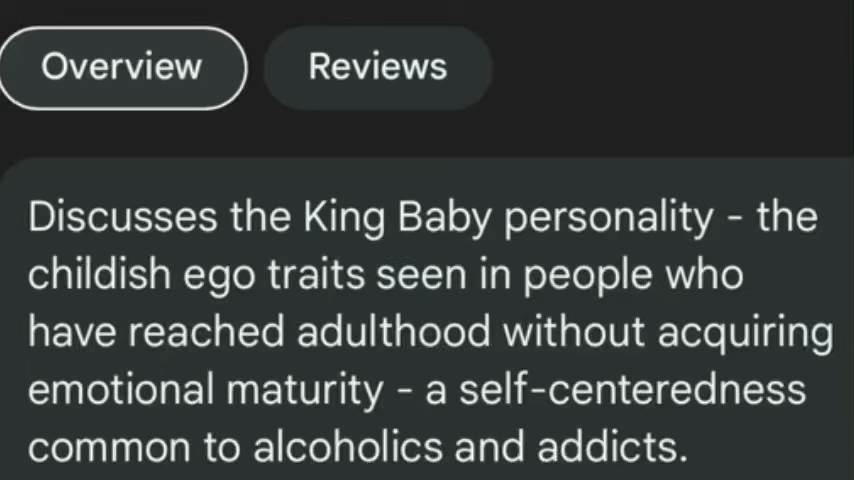 Overview
Reviews
Discusses the King Baby personality - the
childish ego traits seen in people who
have reached adulthood without acquiring
emotional maturity - a self-centeredness
common to alcoholics and addicts.